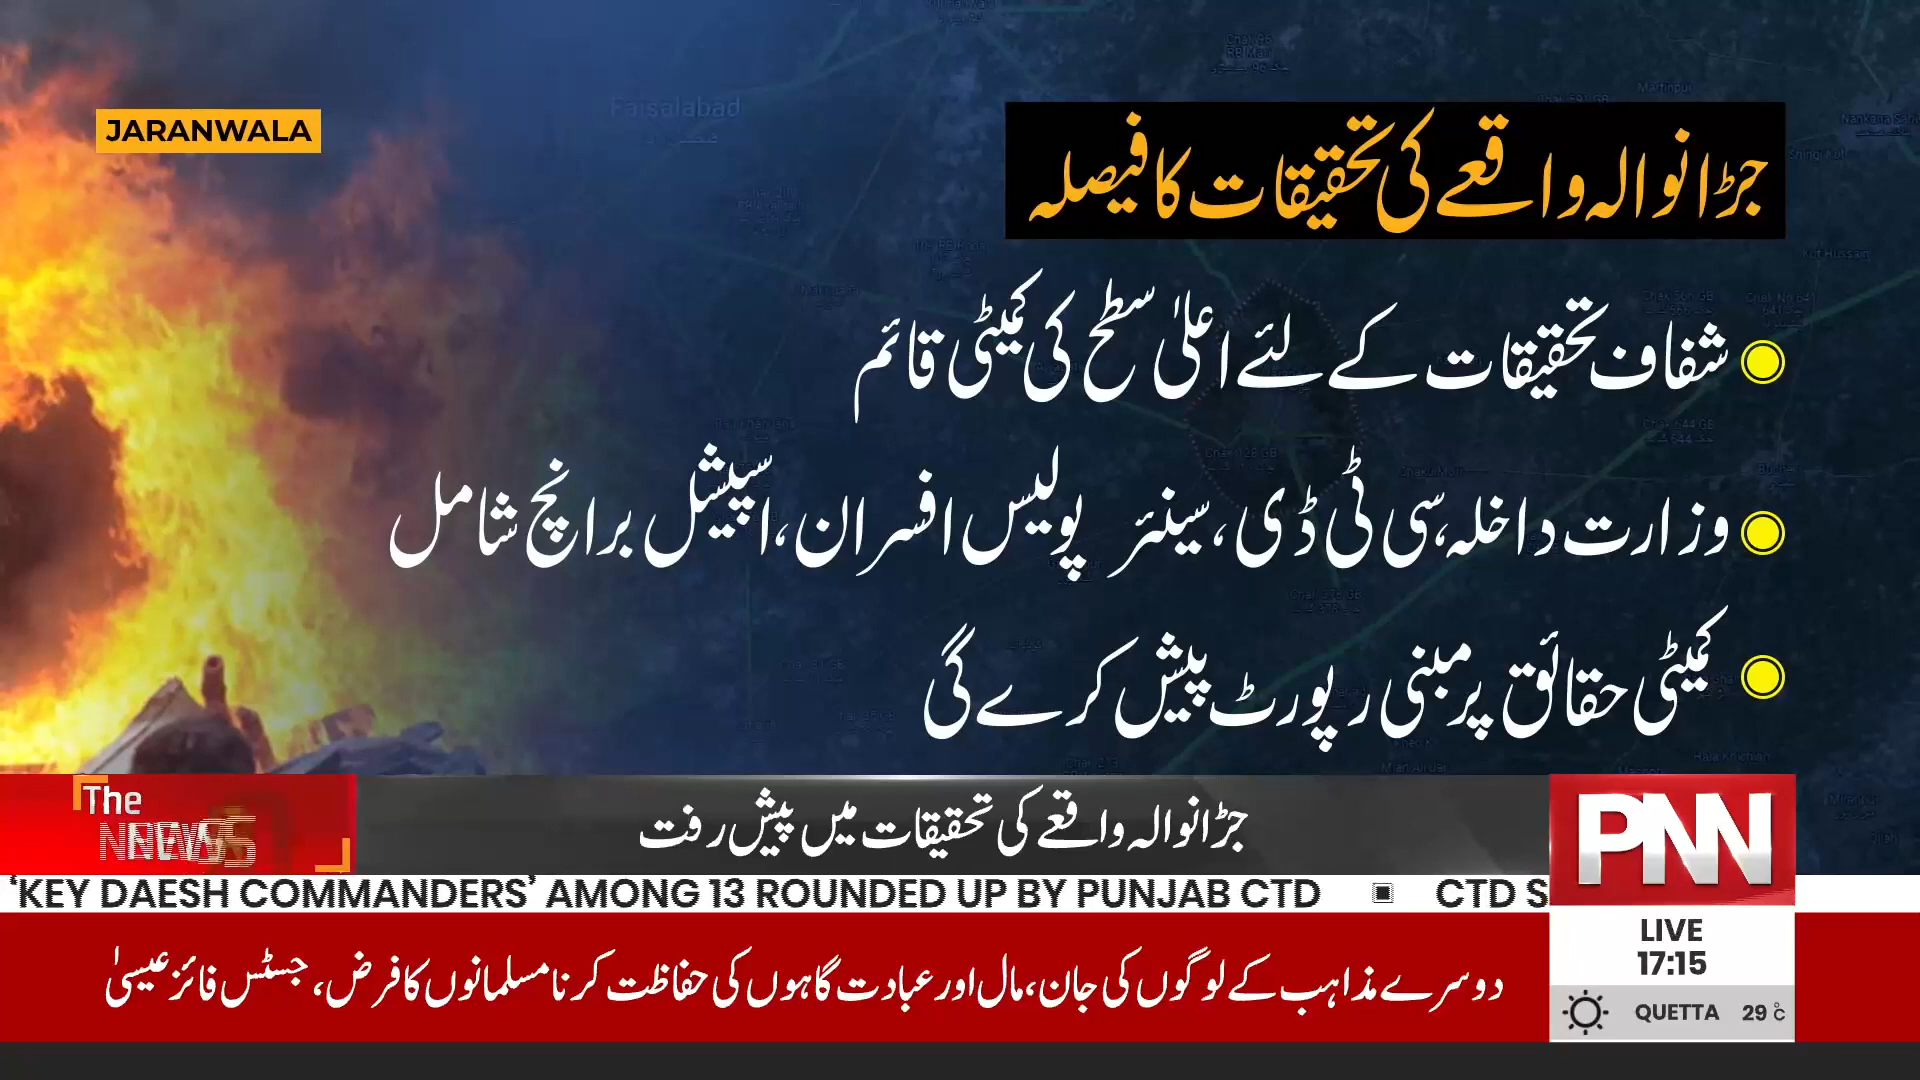 JARANWALA
جڑانوالہ واقعے کی تحقیقات کا فیصلہ
شفاف تحقیقات کے لئے اعلیٰ سطح کی کمیٹی قائم
وزارت داخلہ، سی ٹی ڈی، سینئر پولیس افسران، اسپیشل برانچ شامل
کمیٹی حقائق پر مبنی رپورٹ پیش کرے گی
The
NEWS
جڑانوالہ واقعے کی تحقیقات میں پیش رفت
PNN
‘KEY DAESH COMMANDERS’ AMONG 13 ROUNDED UP BY PUNJAB CTD
CTD S
دوسرے مذاہب کے لوگوں کی جان، مال اور عبادت گاہوں کی حفاظت کرنا مسلمانوں کا فرض، جسٹس فائز عیسیٰ
LIVE
17:15
QUETTA 29°C
Faisalabad